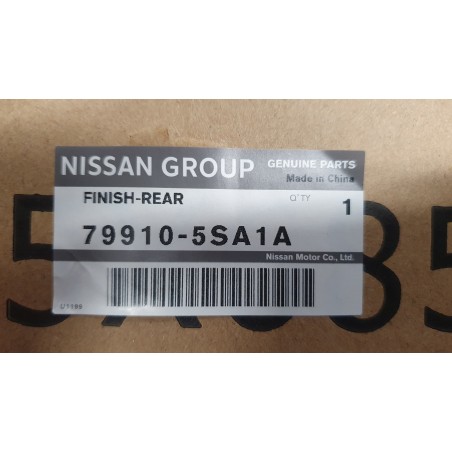 NISSAN GROUP GENUINE PARTS
Made in China
FINISH-REAR Q'TY 1
79910-5SA1A
Nissan Motor Co., Ltd.